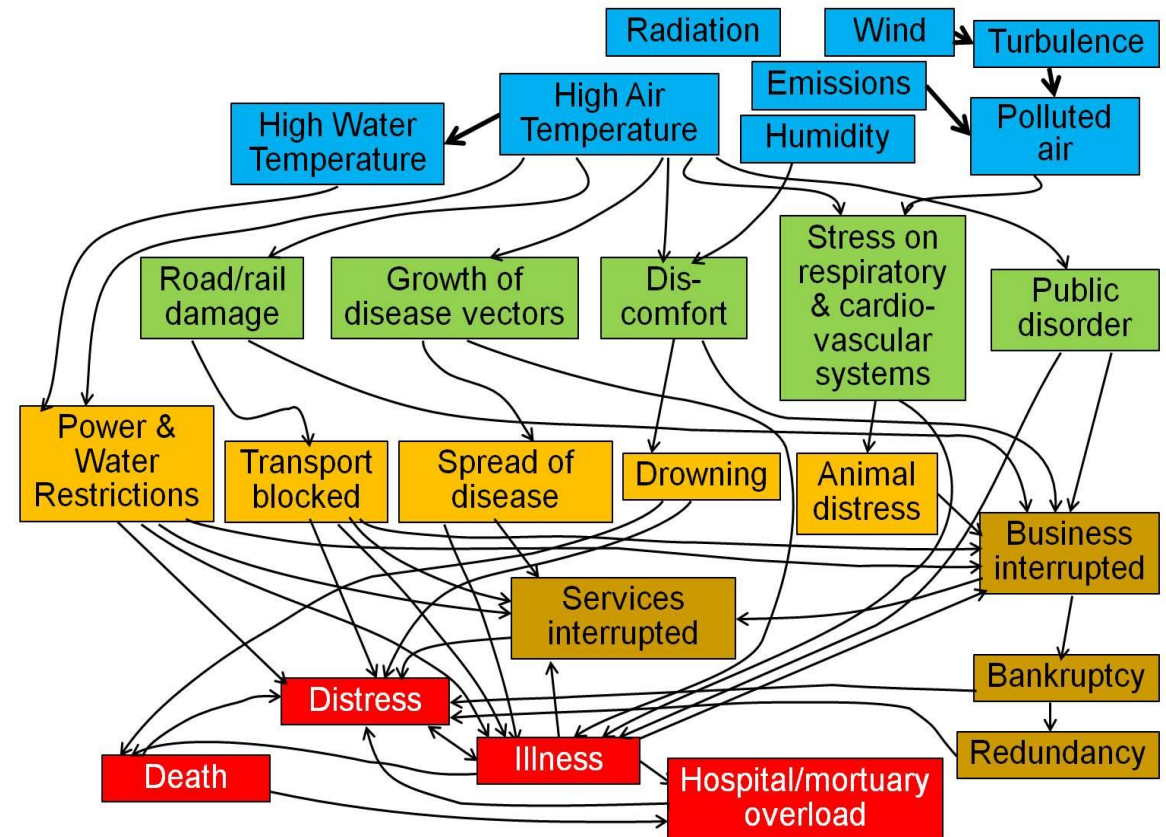 Radiation
Wind
Turbulence
Emissions
High Air
Temperature
High Water
Temperature
Humidity
Polluted
air
Road/rail
damage
Growth of
disease vectors
Dis-
comfort
Stress on
respiratory
& cardio-
vascular
systems
Public
disorder
Power &
Water
Restrictions
Transport
blocked
Spread of
disease
Drowning
Animal
distress
Business
interrupted
Services
interrupted
Bankruptcy
Distress
Redundancy
Illness
Death
Hospital/mortuary
overload